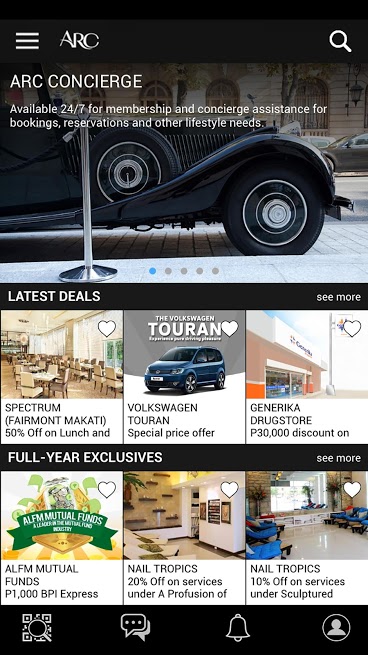 ARC
ARC CONCIERGE
Available 24/7 for membership and concierge assistance for
bookings, reservations and other lifestyle needs.
LATEST DEALS
see more
THE VOLKSWAGEN
TOURAN
Experience pure driving pleasure
SPECTRUM
(FAIRMONT MAKATI)
50% Off on Lunch and
VOLKSWAGEN
TOURAN
Special price offer
GENERIKA
DRUGSTORE
P30,000 discount on
FULL-YEAR EXCLUSIVES
see more
ALFM MUTUAL FUNDS
A LEADER IN THE MUTUAL FUND
INDUSTRY
ALFM MUTUAL
FUNDS
P1,000 BPI Express
NAIL TROPICS
20% Off on services
under A Profusion of
NAIL TROPICS
10% Off on services
under Sculptured